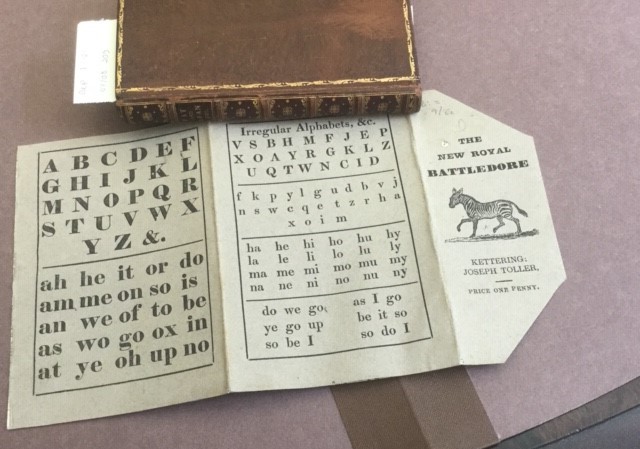 A B C D E F
G H I J K L
M N O P Q R
S T U V W X
Y Z &.
ah he it or do
am me on so is
an we of to be
as wo go ox in
at ye oh up no
Irregular Alphabets, &c.
V S B H M F J E P
X O A Y R G K L Z
U Q T W N C I D
f k p y l g u d b v j
n s w c q e t z r h a
x o i m
ha he hi ho hu hy
la le li lo lu ly
ma me mi mo mu my
na ne ni no nu ny
do we go, as I go
ye go up be it so
so be I so do I
THE
NEW ROYAL
BATTLEDORE
KETTERING:
JOSEPH TOLLER,
PRICE ONE PENNY.